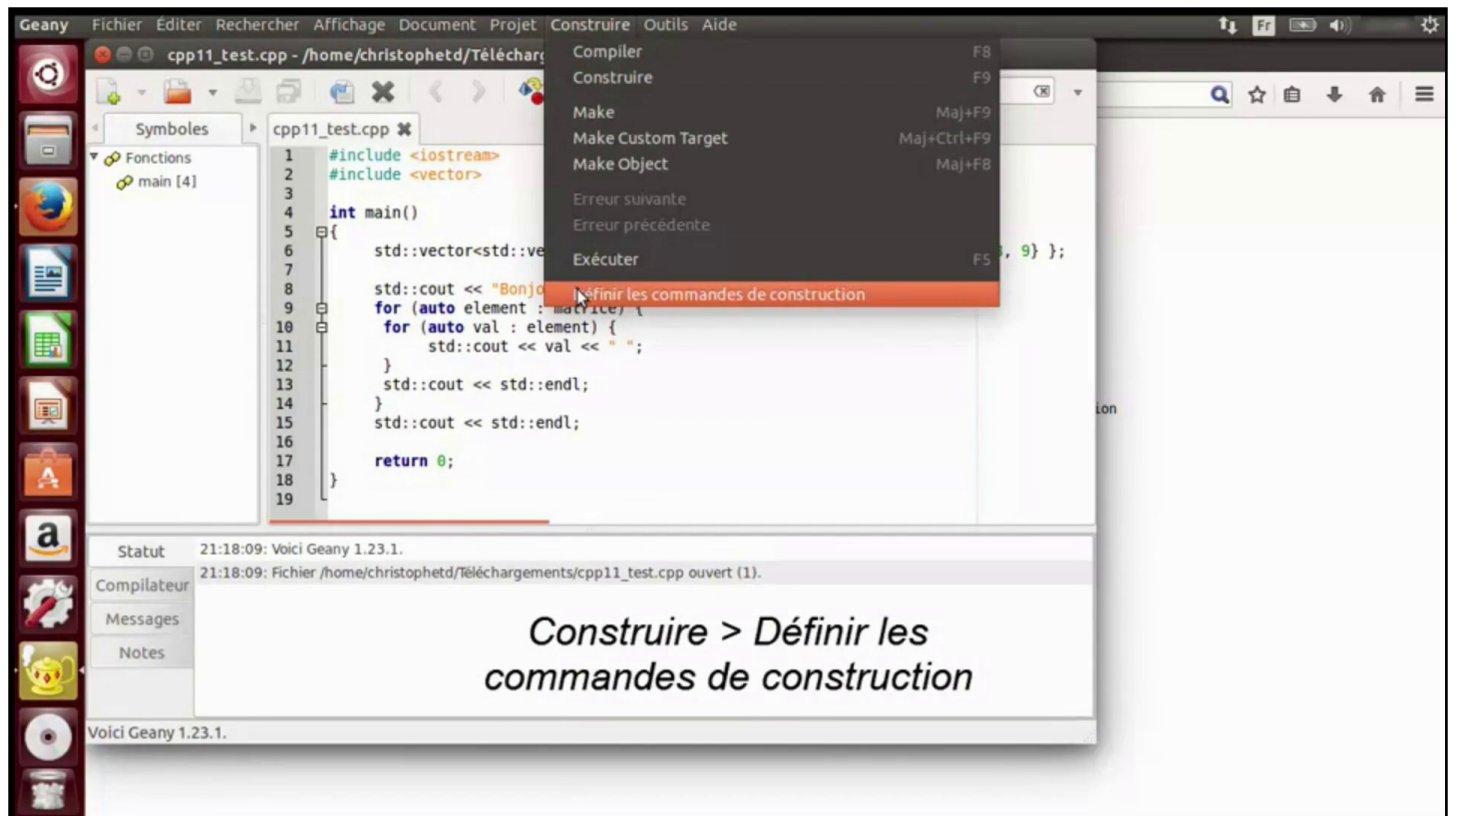 Geany Fichier Éditer Rechercher Affichage Document Projet Construire Outils Aide
Fr
cpp11_test.cpp - /home/christophetd/Télécharg
Compiler F8
Construire F9
Make Maj+F9
Make Custom Target Maj+Ctrl+F9
Make Object Maj+F8
Erreur suivante
Erreur précédente
Exécuter F5
Définir les commandes de construction
Symboles
Fonctions
main [4]
cpp11_test.cpp
1 #include <iostream>
2 #include <vector>
3
4 int main()
5 {
6 std::vector<std::ve , 9} };
7
8 std::cout << "Bonjo
9 for (auto element : matrice) {
10 for (auto val : element) {
11 std::cout << val << " ";
12 }
13 std::cout << std::endl;
14 }
15 std::cout << std::endl;
16
17 return 0;
18 }
19
ion
Statut
Compilateur
Messages
Notes
21:18:09: Voici Geany 1.23.1.
21:18:09: Fichier /home/christophetd/Téléchargements/cpp11_test.cpp ouvert (1).
Construire > Définir les
commandes de construction
Voici Geany 1.23.1.